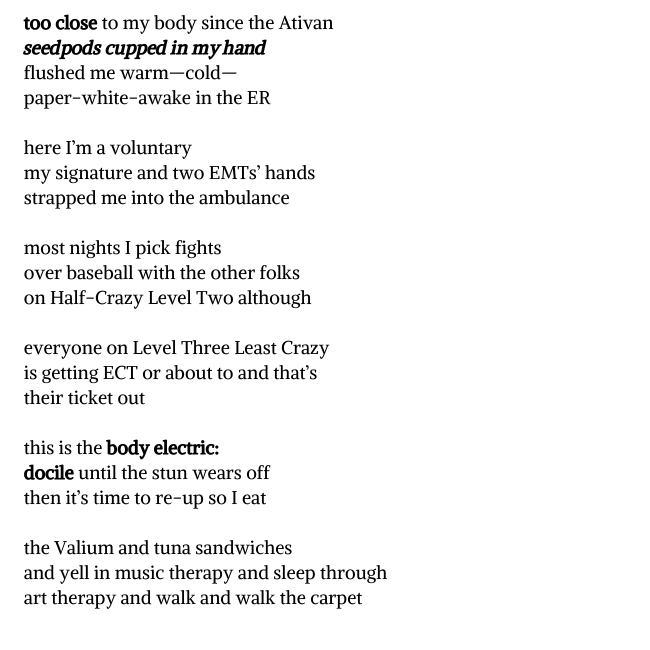 too close to my body since the Ativan
seedpods cupped in my hand
flushed me warm—cold—
paper-white-awake in the ER

here I’m a voluntary
my signature and two EMTs’ hands
strapped me into the ambulance

most nights I pick fights
over baseball with the other folks
on Half-Crazy Level Two although

everyone on Level Three Least Crazy
is getting ECT or about to and that’s
their ticket out

this is the body electric:
docile until the stun wears off
then it’s time to re-up so I eat

the Valium and tuna sandwiches
and yell in music therapy and sleep through
art therapy and walk and walk the carpet